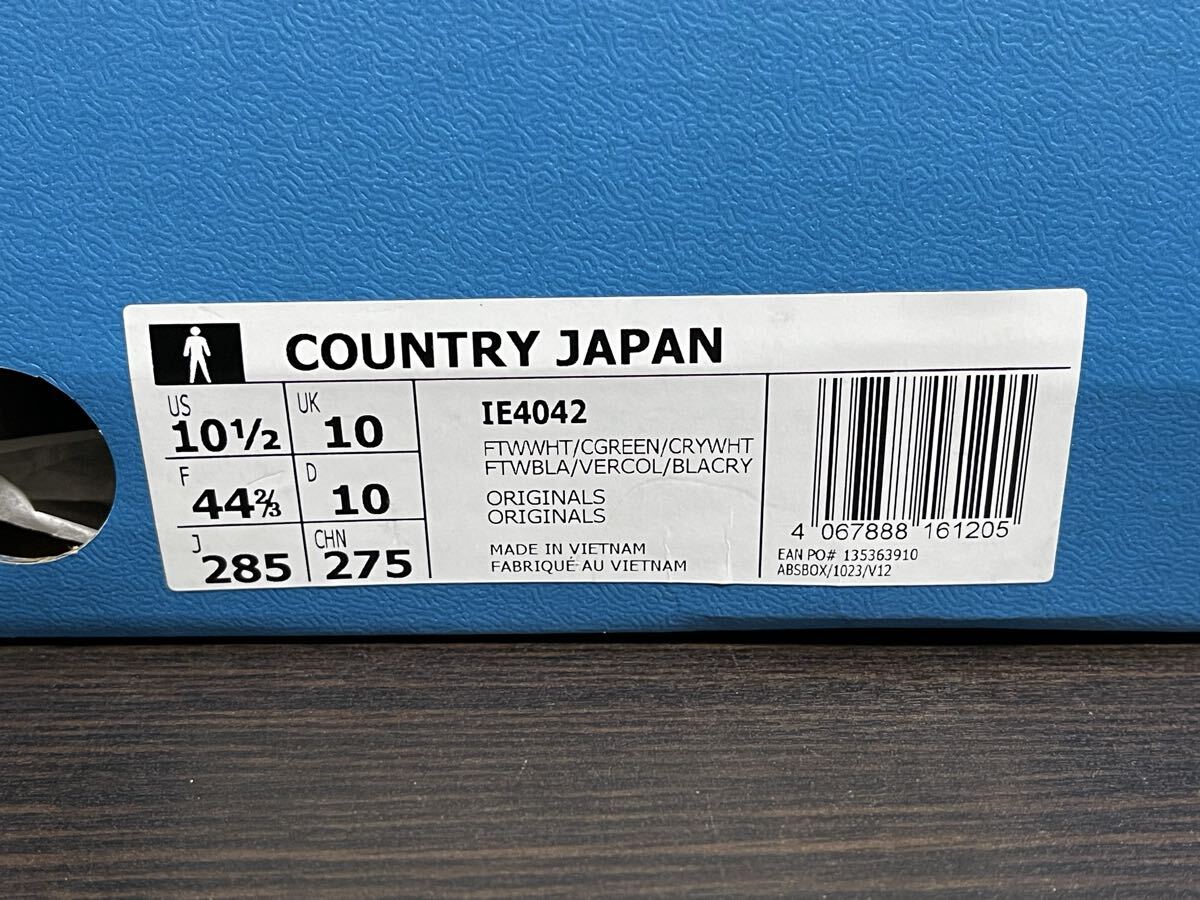 COUNTRY JAPAN
US 10½ UK 10
F 44⅔ D 10
J 285 CHN 275
IE4042
FTWWHT/CGREEN/CRYWHT
FTWBLA/VERCOL/BLACRY
ORIGINALS
ORIGINALS
MADE IN VIETNAM
FABRIQUÉ AU VIETNAM
4 067888 161205
EAN PO# 135363910
ABSBOX/1023/V12